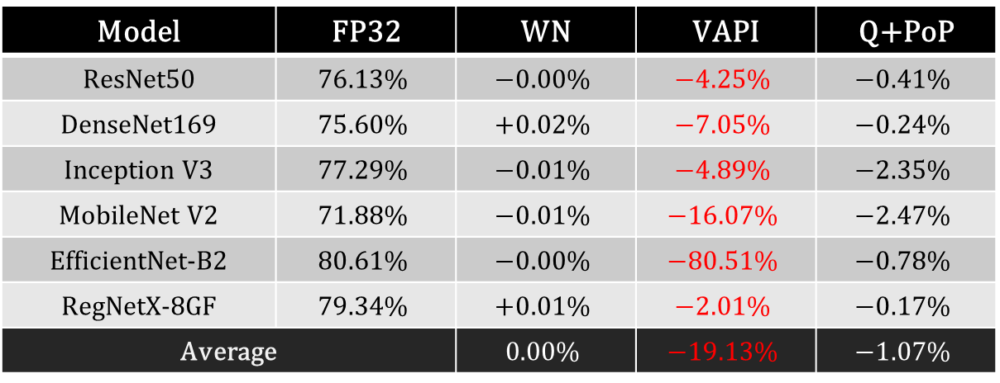 Model FP32 WN VAPI Q+PoP
ResNet50 76.13% −0.00% −4.25% −0.41%
DenseNet169 75.60% +0.02% −7.05% −0.24%
Inception V3 77.29% −0.01% −4.89% −2.35%
MobileNet V2 71.88% −0.01% −16.07% −2.47%
EfficientNet-B2 80.61% −0.00% −80.51% −0.78%
RegNetX-8GF 79.34% +0.01% −2.01% −0.17%
Average 0.00% −19.13% −1.07%